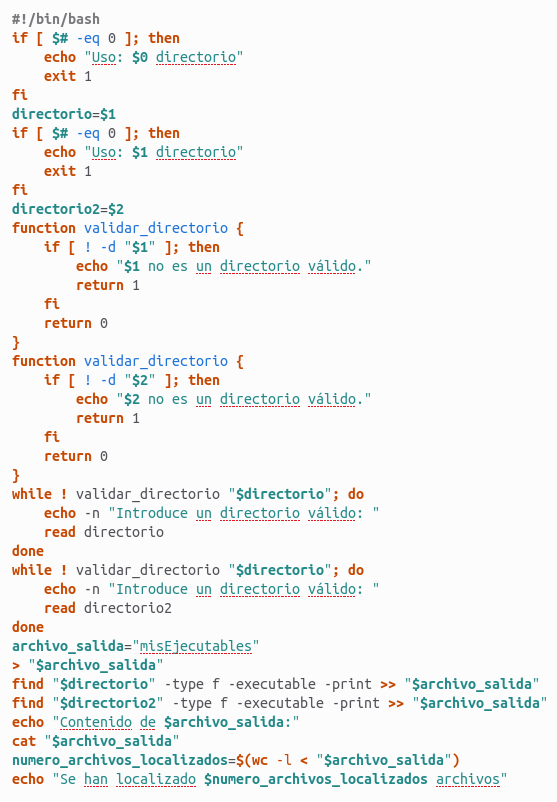 #!/bin/bash
if [ $# -eq 0 ]; then
    echo "Uso: $0 directorio"
    exit 1
fi
directorio=$1
if [ $# -eq 0 ]; then
    echo "Uso: $1 directorio"
    exit 1
fi
directorio2=$2
function validar_directorio {
    if [ ! -d "$1" ]; then
        echo "$1 no es un directorio válido."
        return 1
    fi
    return 0
}
function validar_directorio {
    if [ ! -d "$2" ]; then
        echo "$2 no es un directorio válido."
        return 1
    fi
    return 0
}
while ! validar_directorio "$directorio"; do
    echo -n "Introduce un directorio válido: "
    read directorio
done
while ! validar_directorio "$directorio"; do
    echo -n "Introduce un directorio válido: "
    read directorio2
done
archivo_salida="misEjecutables"
> "$archivo_salida"
find "$directorio" -type f -executable -print >> "$archivo_salida"
find "$directorio2" -type f -executable -print >> "$archivo_salida"
echo "Contenido de $archivo_salida:"
cat "$archivo_salida"
numero_archivos_localizados=$(wc -l < "$archivo_salida")
echo "Se han localizado $numero_archivos_localizados archivos"